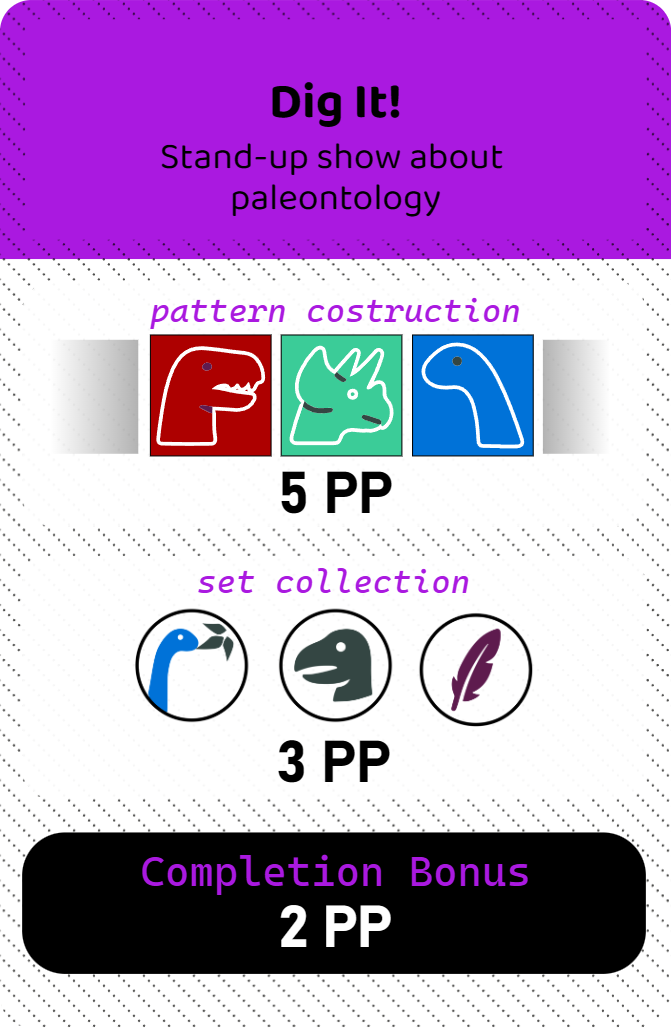 Dig It!
Stand-up show about
paleontology
pattern costruction
5 PP
set collection
3 PP
Completion Bonus
2 PP